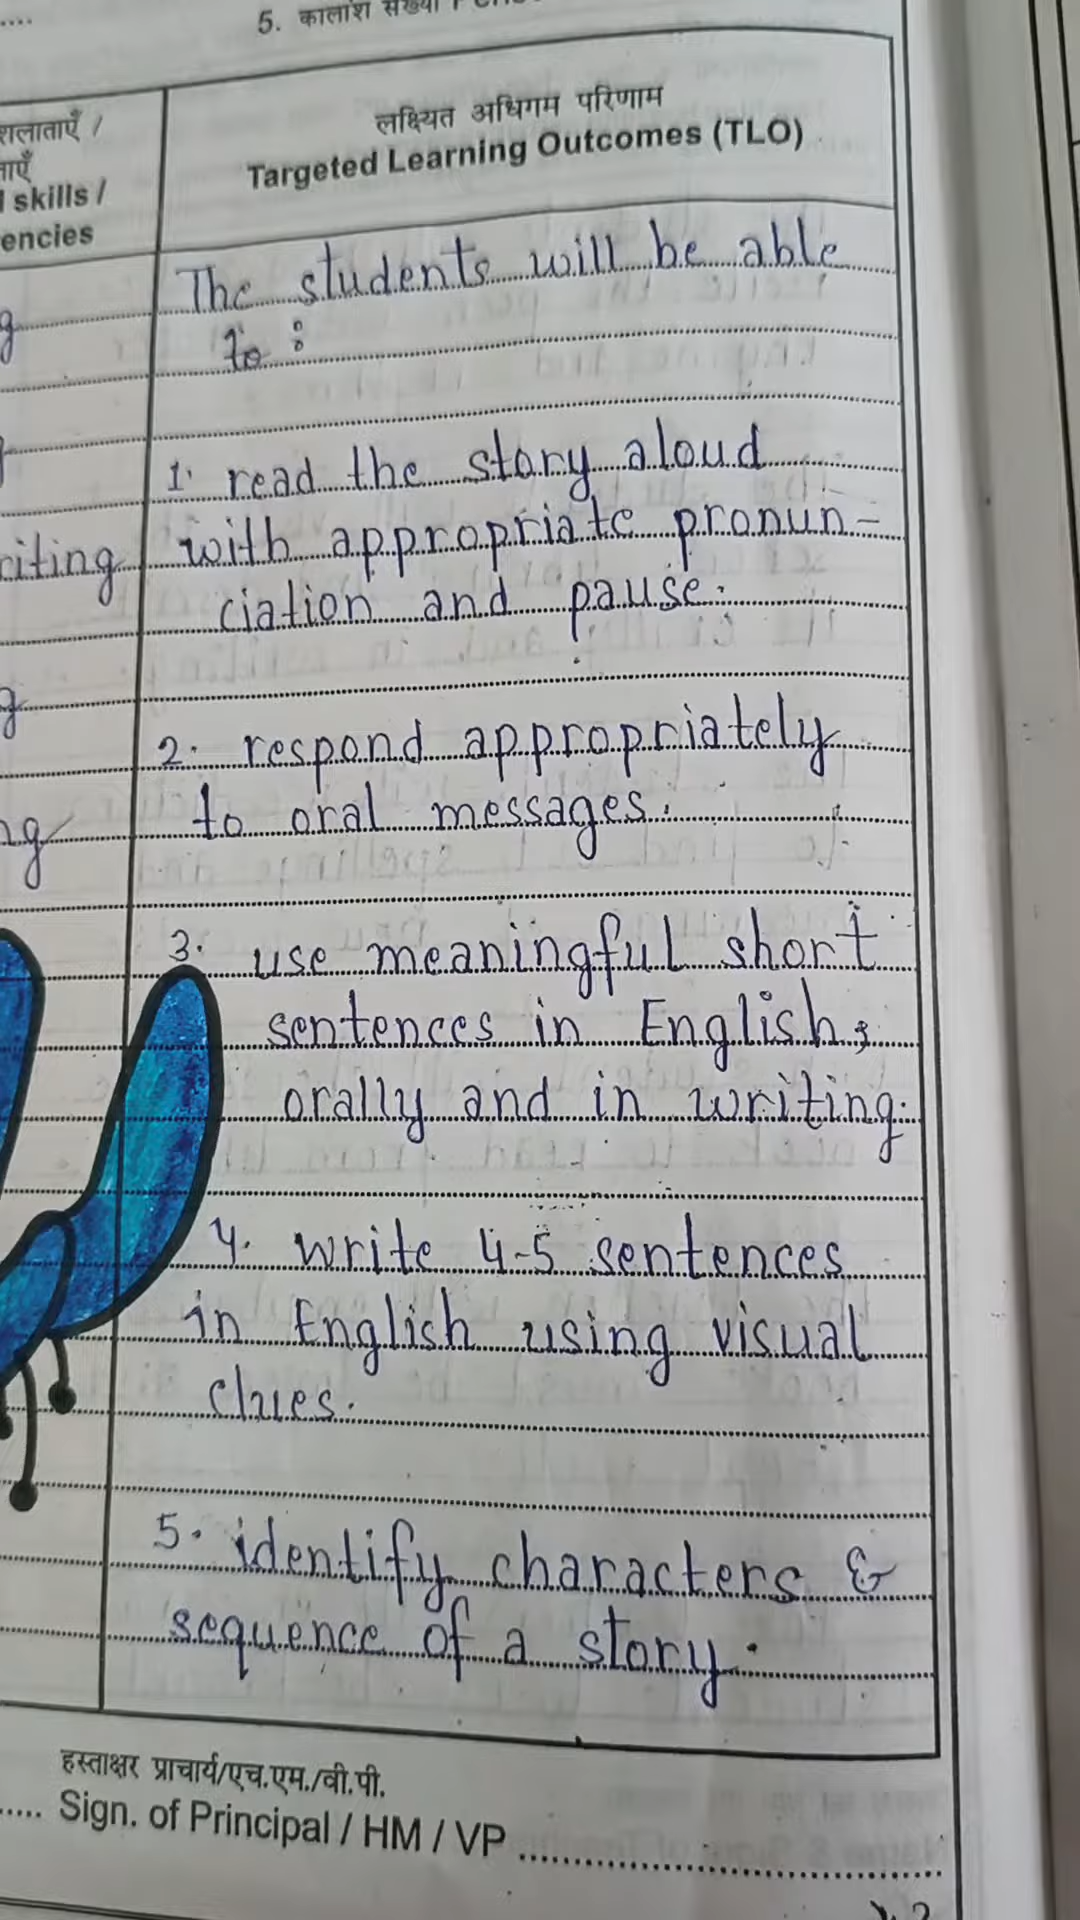 5. कालांश संख्या
शलाताएँ /
ताएँ
skills /
encies
लक्ष्यित अधिगम परिणाम
Targeted Learning Outcomes (TLO)
The students will be able
to :
1. read the story aloud
with appropriate pronun-
ciation and pause.
riting
2. respond appropriately
to oral messages.
3. use meaningful short
sentences in English,
orally and in writing.
4. write 4-5 sentences
in English using visual
clues.
5. identify characters &
sequence of a story.
हस्ताक्षर प्राचार्य/एच.एम./वी.पी.
..... Sign. of Principal / HM / VP ..............................